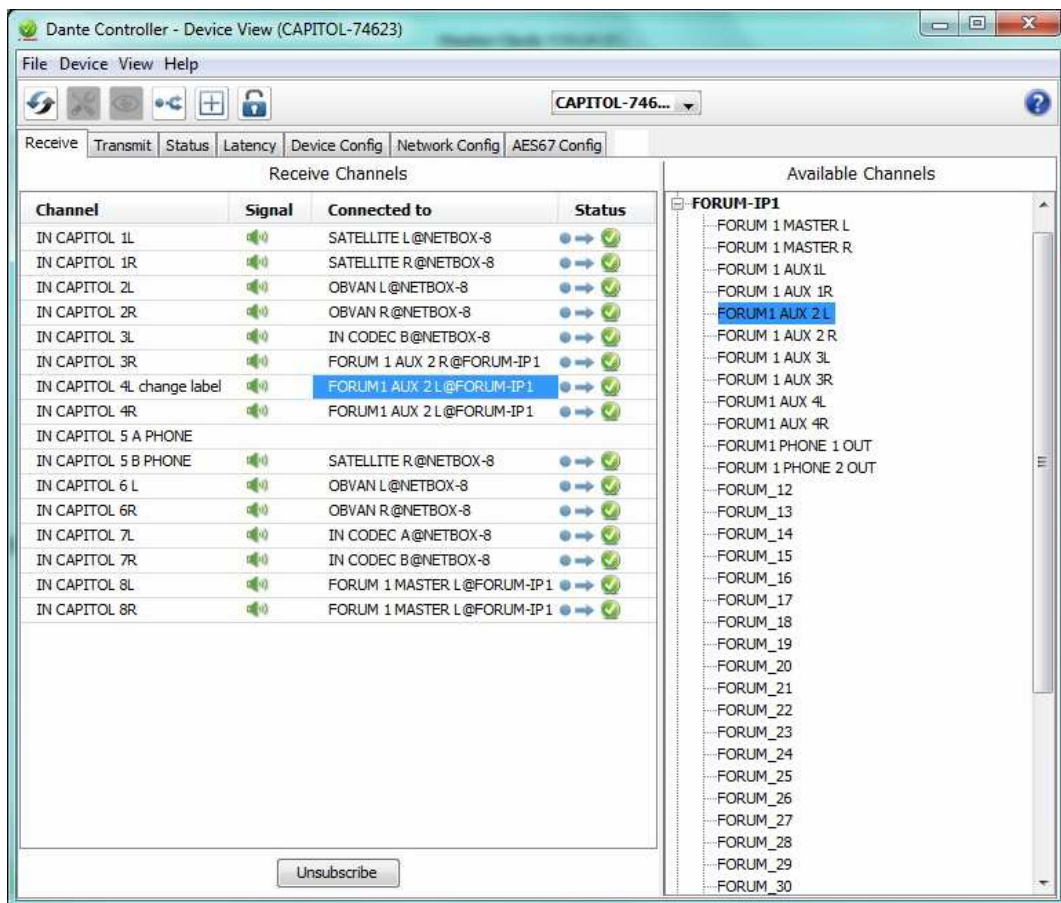 Dante Controller - Device View (CAPITOL-74623)
File Device View Help
CAPITOL-746...
Receive Transmit Status Latency Device Config Network Config AES67 Config
Receive Channels
Channel Signal Connected to Status
IN CAPITOL 1L SATELLITE L@NETBOX-8
IN CAPITOL 1R SATELLITE R@NETBOX-8
IN CAPITOL 2L OBVAN L@NETBOX-8
IN CAPITOL 2R OBVAN R@NETBOX-8
IN CAPITOL 3L IN CODEC B@NETBOX-8
IN CAPITOL 3R FORUM 1 AUX 2 R@FORUM-IP1
IN CAPITOL 4L change label FORUM1 AUX 2 L@FORUM-IP1
IN CAPITOL 4R FORUM1 AUX 2 L@FORUM-IP1
IN CAPITOL 5 A PHONE
IN CAPITOL 5 B PHONE SATELLITE R@NETBOX-8
IN CAPITOL 6 L OBVAN L@NETBOX-8
IN CAPITOL 6R OBVAN R@NETBOX-8
IN CAPITOL 7L IN CODEC A@NETBOX-8
IN CAPITOL 7R IN CODEC B@NETBOX-8
IN CAPITOL 8L FORUM 1 MASTER L@FORUM-IP1
IN CAPITOL 8R FORUM 1 MASTER L@FORUM-IP1
Unsubscribe
Available Channels
FORUM-IP1
FORUM 1 MASTER L
FORUM 1 MASTER R
FORUM 1 AUX1L
FORUM 1 AUX 1R
FORUM1 AUX 2 L
FORUM 1 AUX 2 R
FORUM 1 AUX 3L
FORUM 1 AUX 3R
FORUM1 AUX 4L
FORUM1 AUX 4R
FORUM1 PHONE 1 OUT
FORUM 1 PHONE 2 OUT
FORUM_12
FORUM_13
FORUM_14
FORUM_15
FORUM_16
FORUM_17
FORUM_18
FORUM_19
FORUM_20
FORUM_21
FORUM_22
FORUM_23
FORUM_24
FORUM_25
FORUM_26
FORUM_27
FORUM_28
FORUM_29
FORUM_30